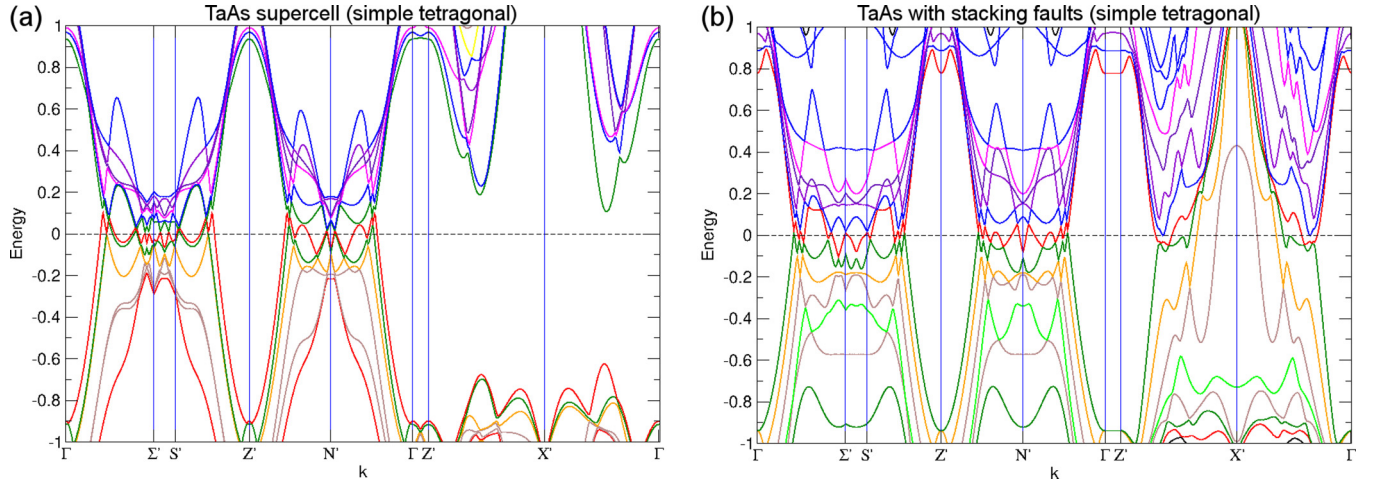 (a)
TaAs supercell (simple tetragonal)
1
0.8
0.6
0.4
0.2
0
-0.2
-0.4
-0.6
-0.8
-1
Energy
Γ Σ' S' Z' N' Γ Z' X' Γ
k
(b)
TaAs with stacking faults (simple tetragonal)
1
0.8
0.6
0.4
0.2
0
-0.2
-0.4
-0.6
-0.8
-1
Energy
Γ Σ' S' Z' N' Γ Z' X' Γ
k